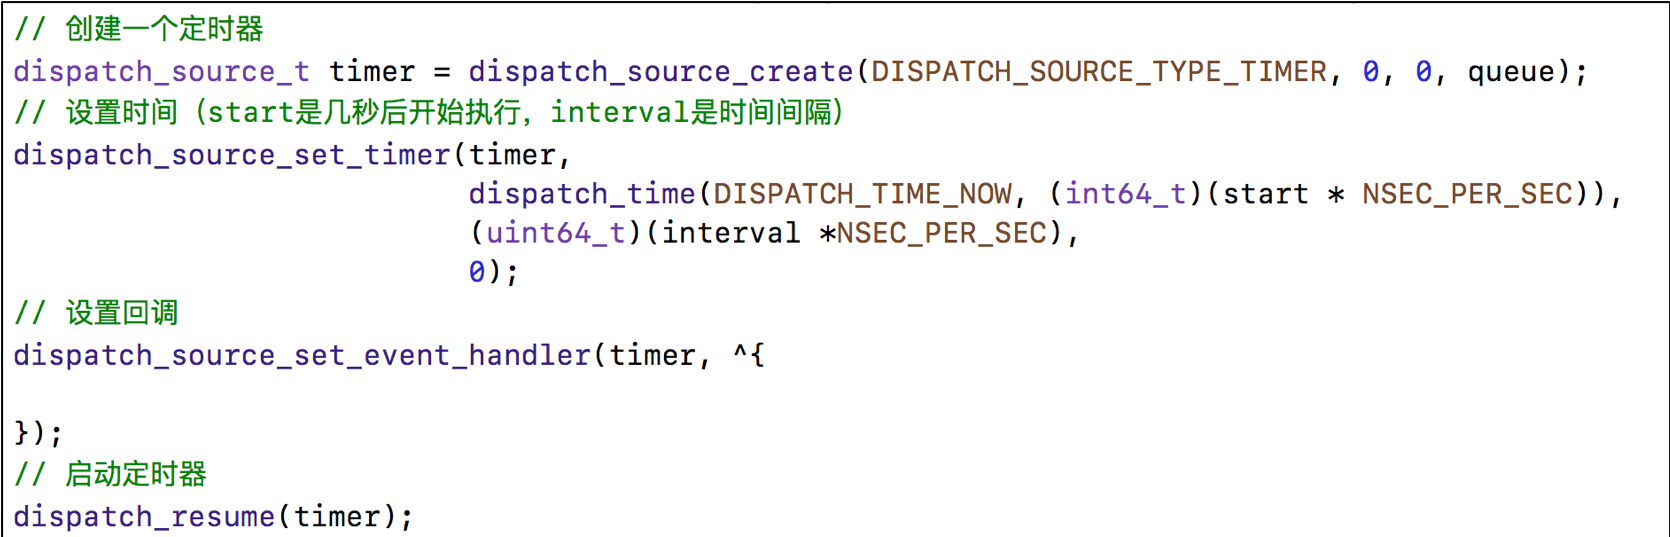 // 创建一个定时器
dispatch_source_t timer = dispatch_source_create(DISPATCH_SOURCE_TYPE_TIMER, 0, 0, queue);
// 设置时间（start是几秒后开始执行，interval是时间间隔）
dispatch_source_set_timer(timer,
                          dispatch_time(DISPATCH_TIME_NOW, (int64_t)(start * NSEC_PER_SEC)),
                          (uint64_t)(interval *NSEC_PER_SEC),
                          0);
// 设置回调
dispatch_source_set_event_handler(timer, ^{

});
// 启动定时器
dispatch_resume(timer);